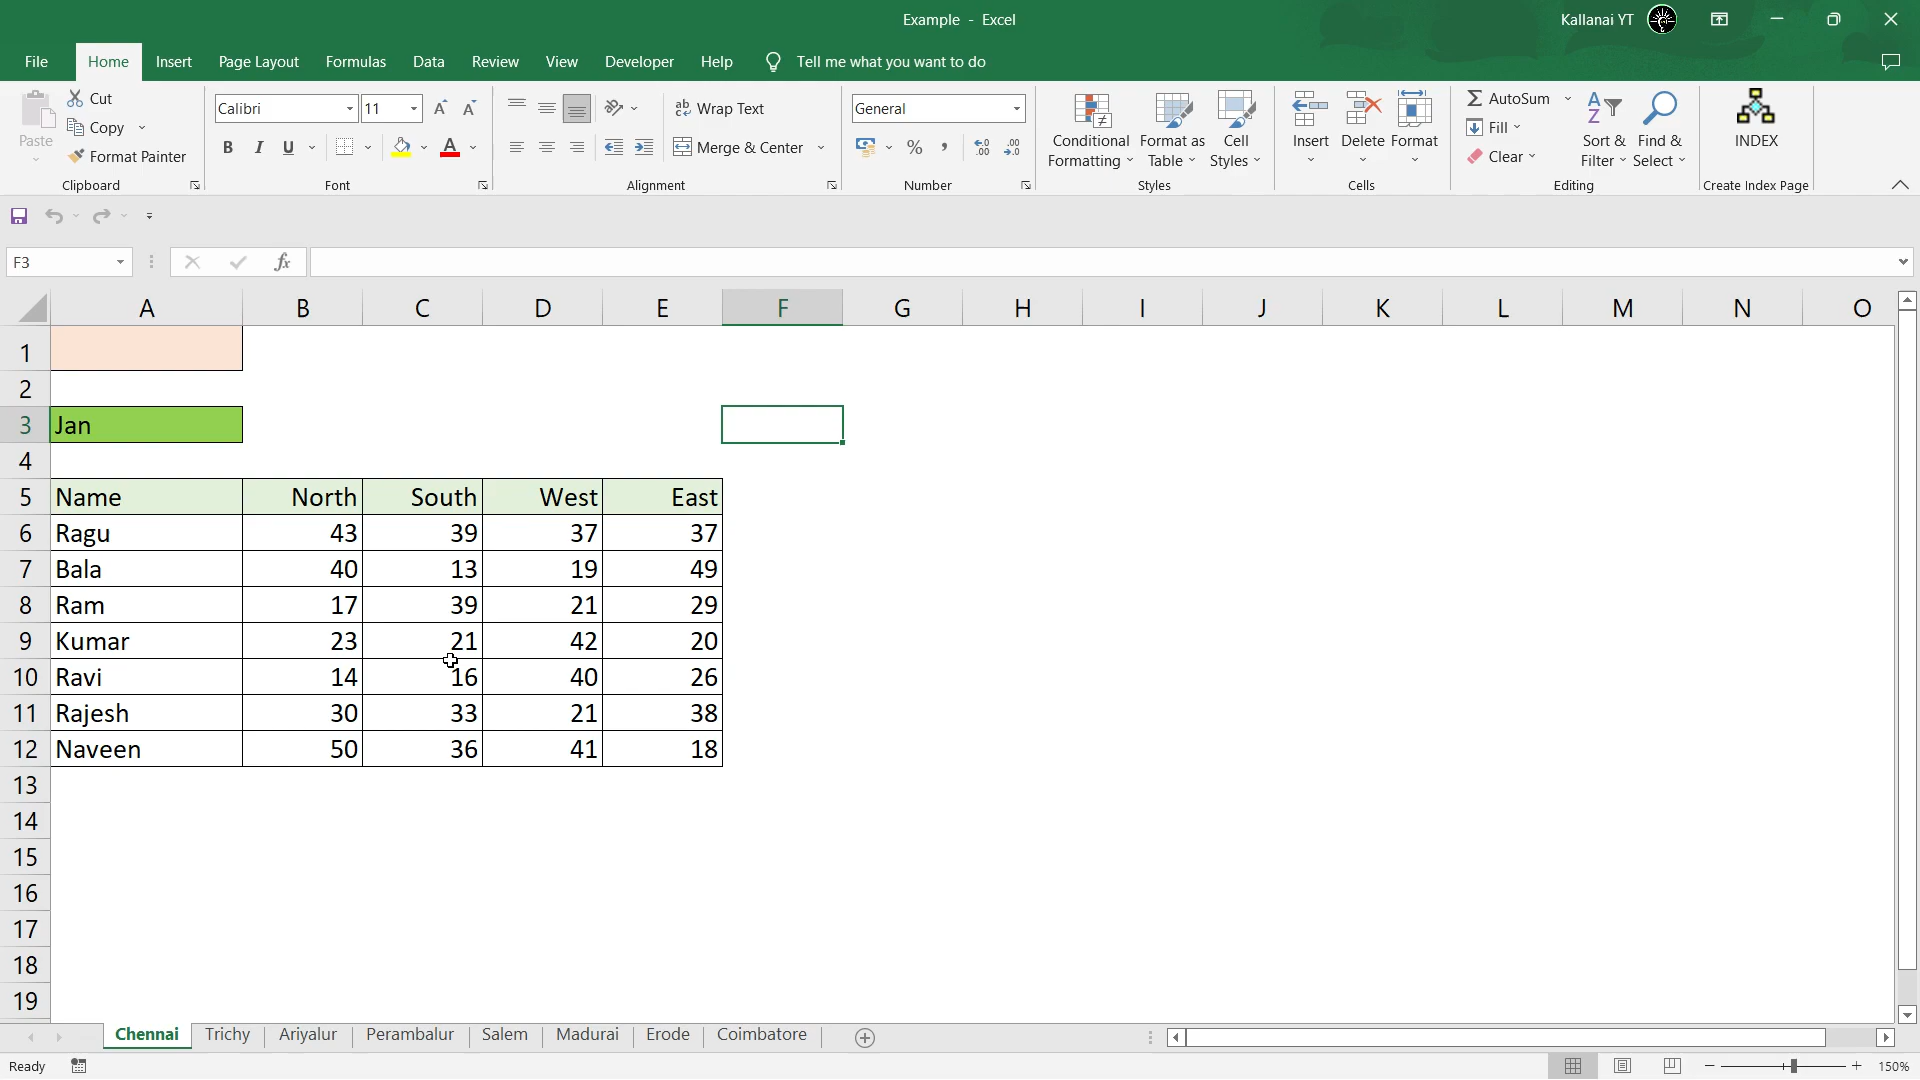 Example - Excel
Kallanai YT
File Home Insert Page Layout Formulas Data Review View Developer Help Tell me what you want to do
Paste
Cut
Copy
Format Painter
Clipboard
Calibri 11
B I U
Font
Wrap Text
Merge & Center
Alignment
General
Number
Conditional Formatting
Format as Table
Cell Styles
Styles
Insert Delete Format
Cells
AutoSum
Fill
Clear
Sort & Filter
Find & Select
Editing
INDEX
Create Index Page
F3 fx
A B C D E F G H I J K L M N O
1
2
3 Jan
4
5 Name North South West East
6 Ragu 43 39 37 37
7 Bala 40 13 19 49
8 Ram 17 39 21 29
9 Kumar 23 21 42 20
10 Ravi 14 16 40 26
11 Rajesh 30 33 21 38
12 Naveen 50 36 41 18
13
14
15
16
17
18
19
Chennai Trichy Ariyalur Perambalur Salem Madurai Erode Coimbatore
Ready 150%